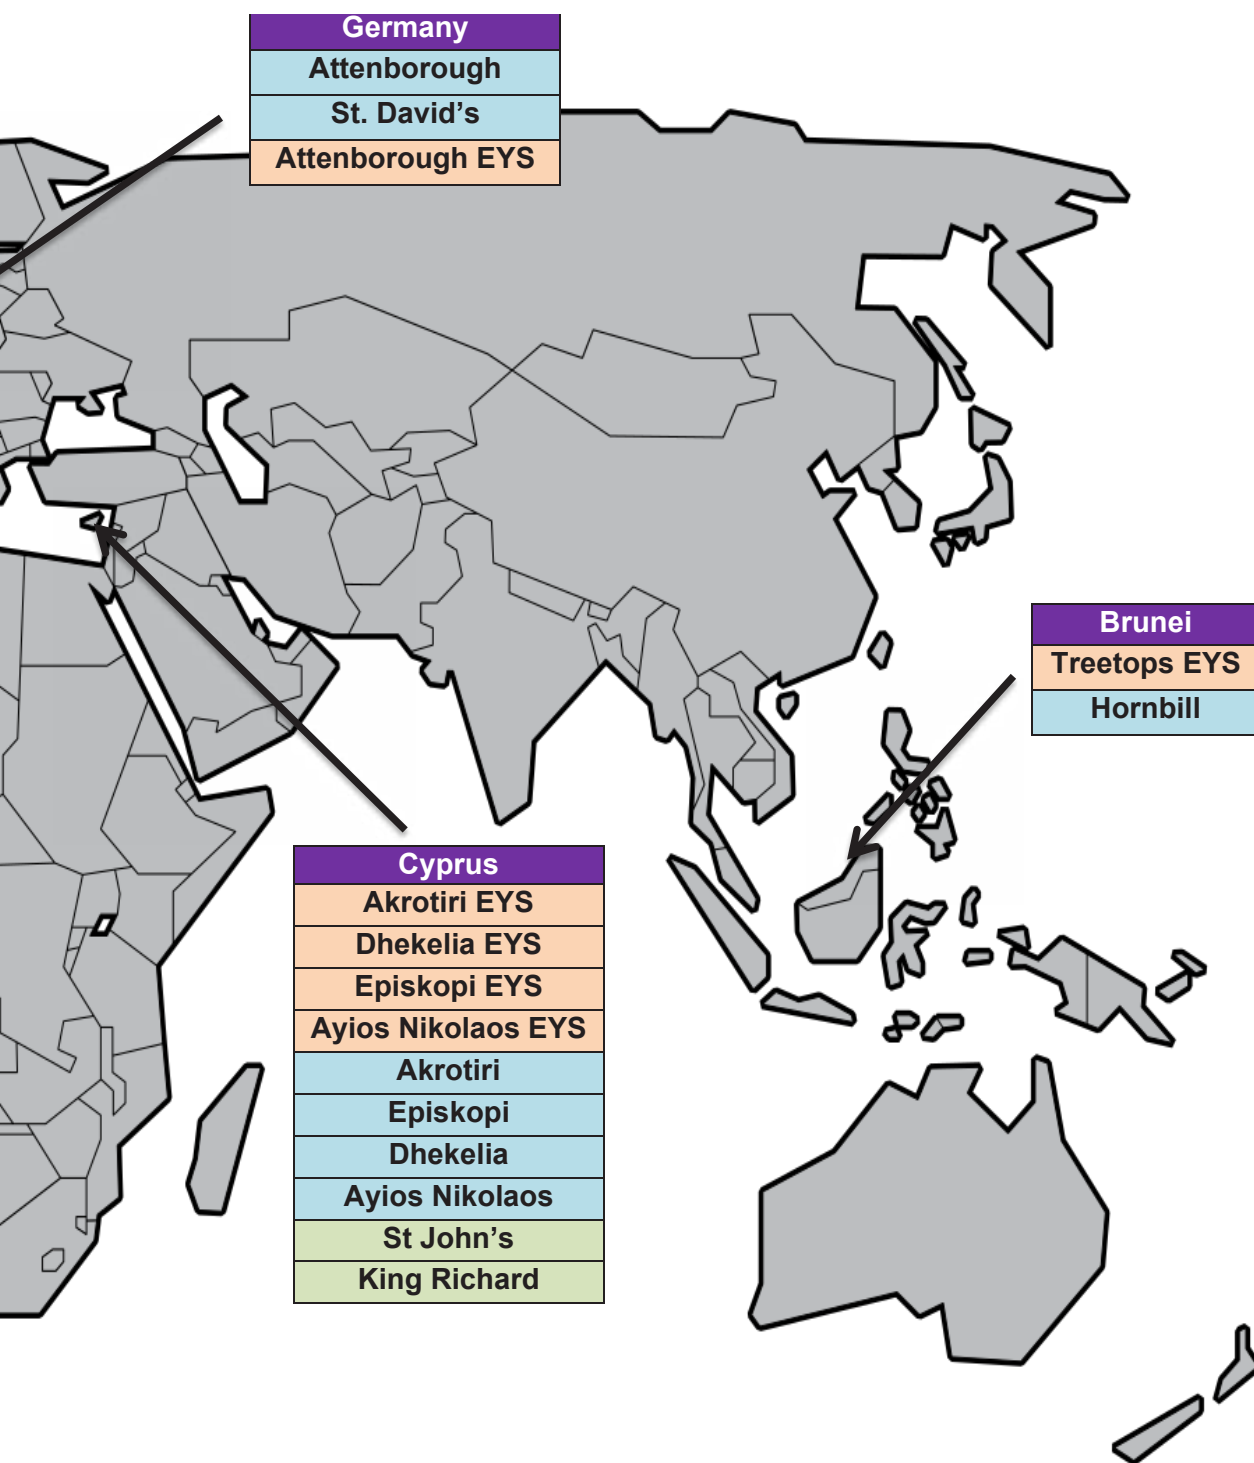 Germany
Attenborough
St. David’s
Attenborough EYS
Brunei
Treetops EYS
Hornbill
Cyprus
Akrotiri EYS
Dhekelia EYS
Episkopi EYS
Ayios Nikolaos EYS
Akrotiri
Episkopi
Dhekelia
Ayios Nikolaos
St John’s
King Richard